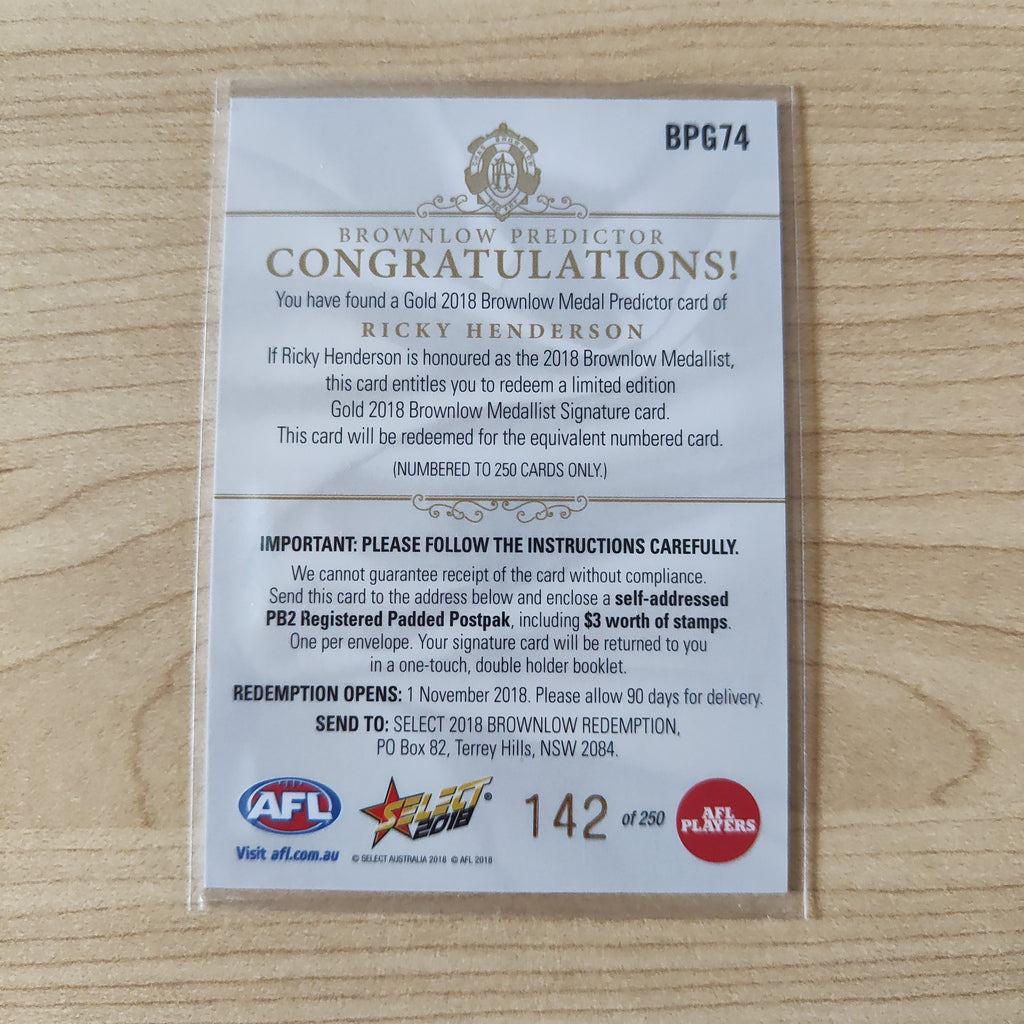 BPG74
BROWNLOW PREDICTOR
CONGRATULATIONS!
You have found a Gold 2018 Brownlow Medal Predictor card of
RICKY HENDERSON
If Ricky Henderson is honoured as the 2018 Brownlow Medallist,
this card entitles you to redeem a limited edition
Gold 2018 Brownlow Medallist Signature card.
This card will be redeemed for the equivalent numbered card.
(NUMBERED TO 250 CARDS ONLY.)
IMPORTANT: PLEASE FOLLOW THE INSTRUCTIONS CAREFULLY.
We cannot guarantee receipt of the card without compliance.
Send this card to the address below and enclose a self-addressed
PB2 Registered Padded Postpak, including $3 worth of stamps.
One per envelope. Your signature card will be returned to you
in a one-touch, double holder booklet.
REDEMPTION OPENS: 1 November 2018. Please allow 90 days for delivery.
SEND TO: SELECT 2018 BROWNLOW REDEMPTION,
PO Box 82, Terrey Hills, NSW 2084.
AFL
Visit afl.com.au
SELECT®
2018
© SELECT AUSTRALIA 2018 © AFL 2018
142 of 250
AFL
PLAYERS